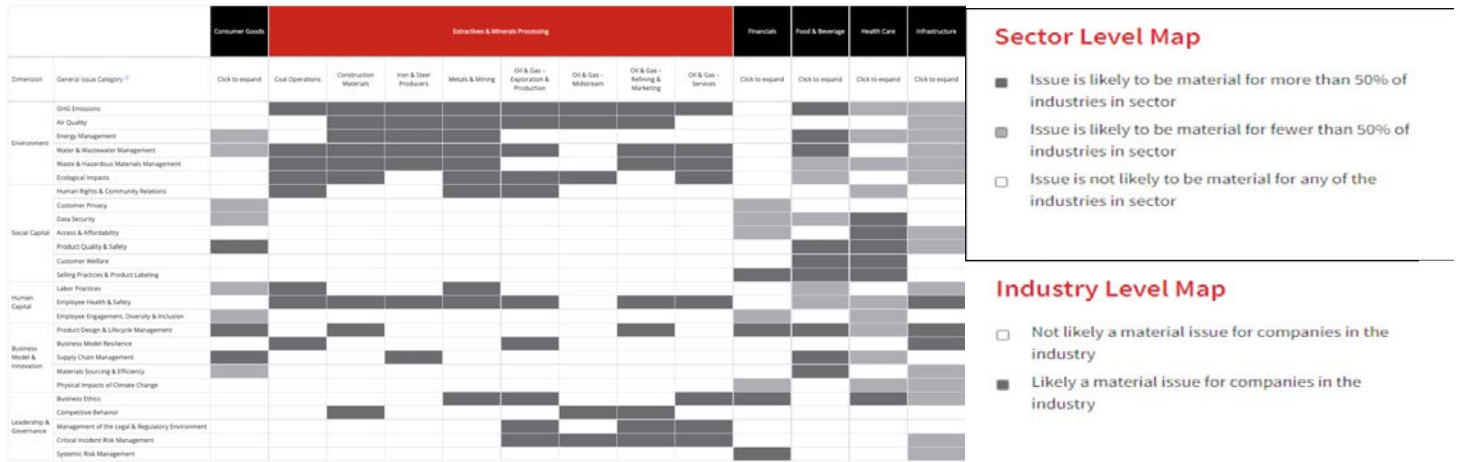 Consumer Goods
Extractives & Minerals Processing
Financials
Food & Beverage
Health Care
Infrastructure
Dimension
General Issue Category
Click to expand
Coal Operations
Construction
Materials
Iron & Steel
Producers
Metals & Mining
Oil & Gas –
Exploration &
Production
Oil & Gas –
Midstream
Oil & Gas –
Refining &
Marketing
Oil & Gas –
Services
Click to expand
Click to expand
Click to expand
Click to expand
Environment
GHG Emissions
Air Quality
Energy Management
Water & Wastewater Management
Waste & Hazardous Materials Management
Ecological Impacts
Social Capital
Human Rights & Community Relations
Customer Privacy
Data Security
Access & Affordability
Product Quality & Safety
Customer Welfare
Selling Practices & Product Labeling
Human
Capital
Labor Practices
Employee Health & Safety
Employee Engagement, Diversity & Inclusion
Business
Model &
Innovation
Product Design & Lifecycle Management
Business Model Resilience
Supply Chain Management
Materials Sourcing & Efficiency
Physical Impacts of Climate Change
Leadership &
Governance
Business Ethics
Competitive Behavior
Management of the Legal & Regulatory Environment
Critical Incident Risk Management
Systemic Risk Management
Sector Level Map
Issue is likely to be material for more than 50% of
industries in sector
Issue is likely to be material for fewer than 50% of
industries in sector
Issue is not likely to be material for any of the
industries in sector
Industry Level Map
Not likely a material issue for companies in the
industry
Likely a material issue for companies in the
industry